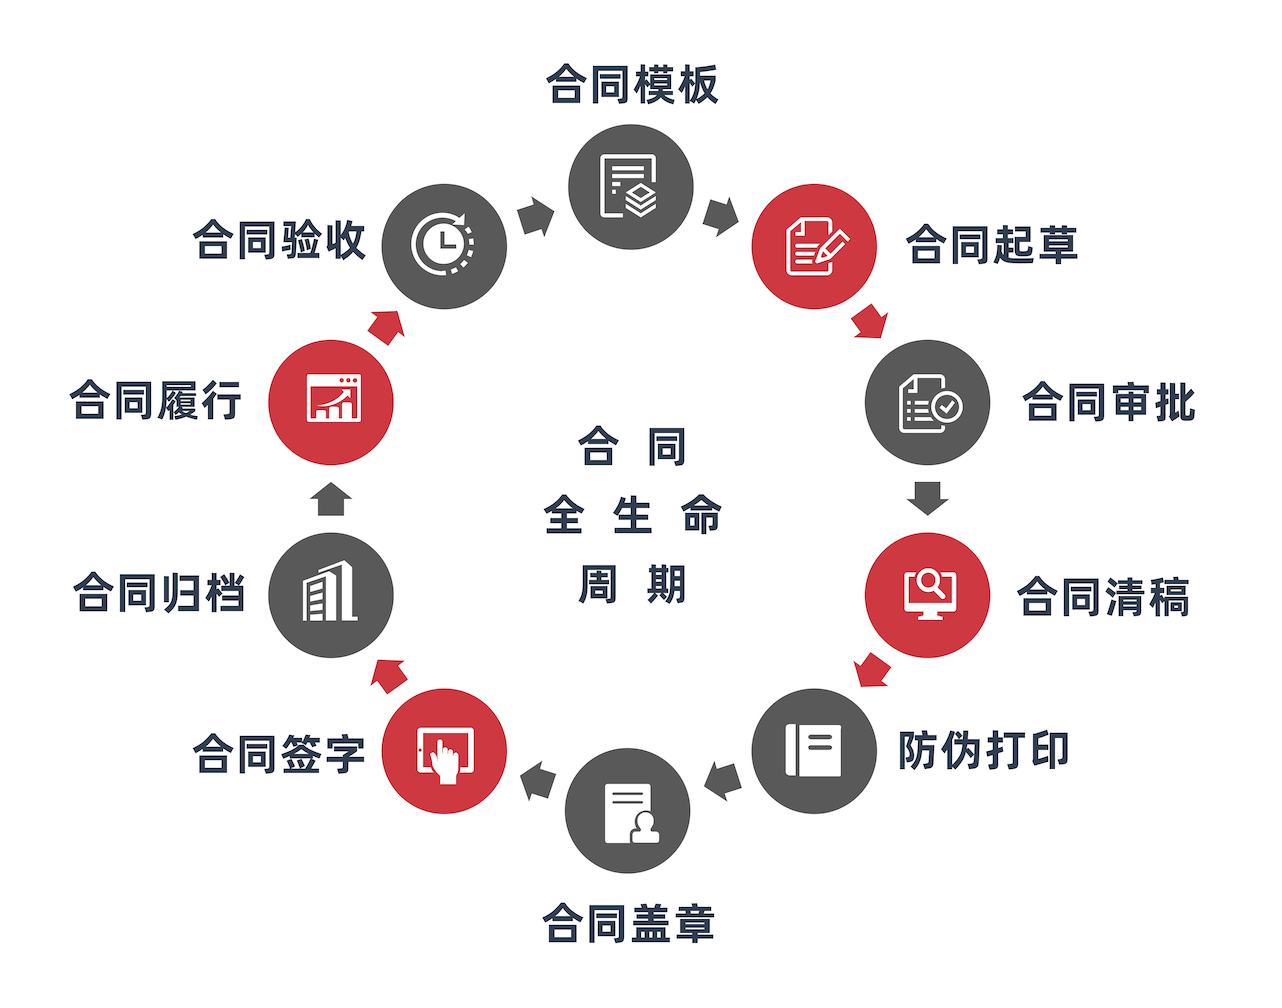 合同模板
合同起草
合同审批
合同清稿
防伪打印
合同盖章
合同签字
合同归档
合同履行
合同验收
合同
全生命
周期